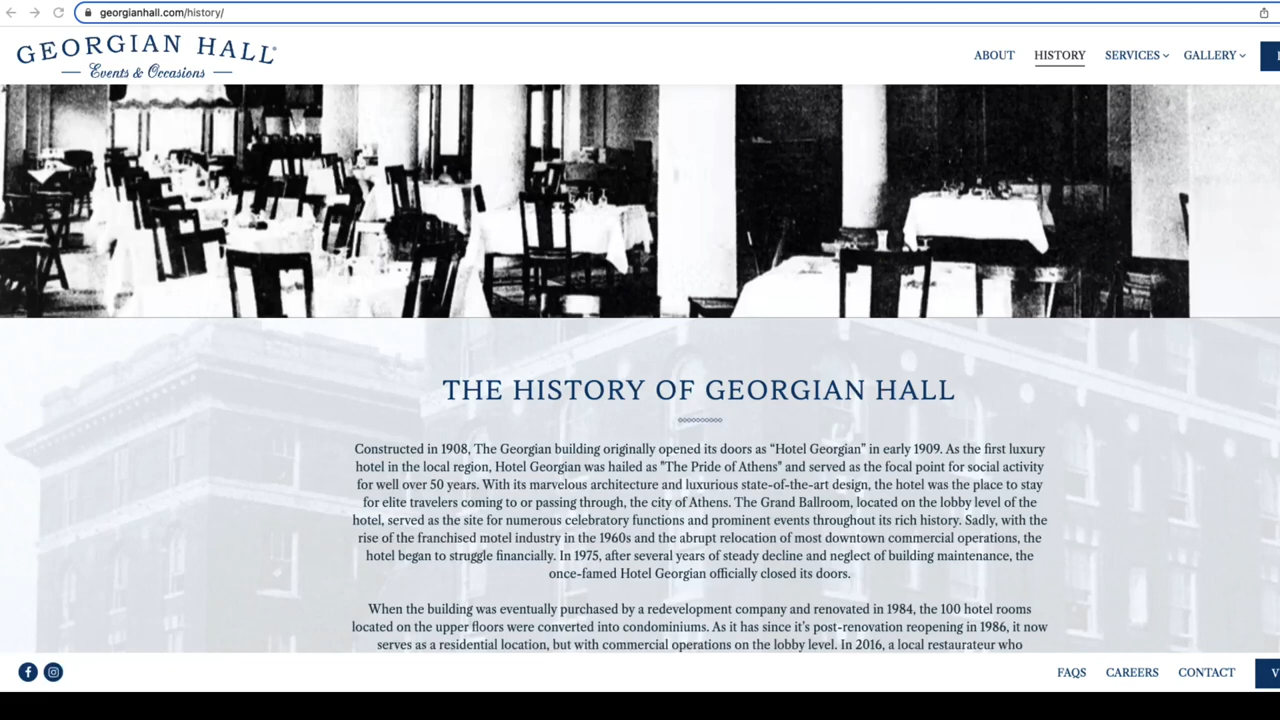 georgianhall.com/history/
GEORGIAN HALL
Events & Occasions
ABOUT HISTORY SERVICES GALLERY
THE HISTORY OF GEORGIAN HALL
Constructed in 1908, The Georgian building originally opened its doors as “Hotel Georgian” in early 1909. As the first luxury
hotel in the local region, Hotel Georgian was hailed as "The Pride of Athens" and served as the focal point for social activity
for well over 50 years. With its marvelous architecture and luxurious state-of-the-art design, the hotel was the place to stay
for elite travelers coming to or passing through, the city of Athens. The Grand Ballroom, located on the lobby level of the
hotel, served as the site for numerous celebratory functions and prominent events throughout its rich history. Sadly, with the
rise of the franchised motel industry in the 1960s and the abrupt relocation of most downtown commercial operations, the
hotel began to struggle financially. In 1975, after several years of steady decline and neglect of building maintenance, the
once-famed Hotel Georgian officially closed its doors.
When the building was eventually purchased by a redevelopment company and renovated in 1984, the 100 hotel rooms
located on the upper floors were converted into condominiums. As it has since it's post-renovation reopening in 1986, it now
serves as a residential location, but with commercial operations on the lobby level. In 2016, a local restaurateur who
FAQS CAREERS CONTACT